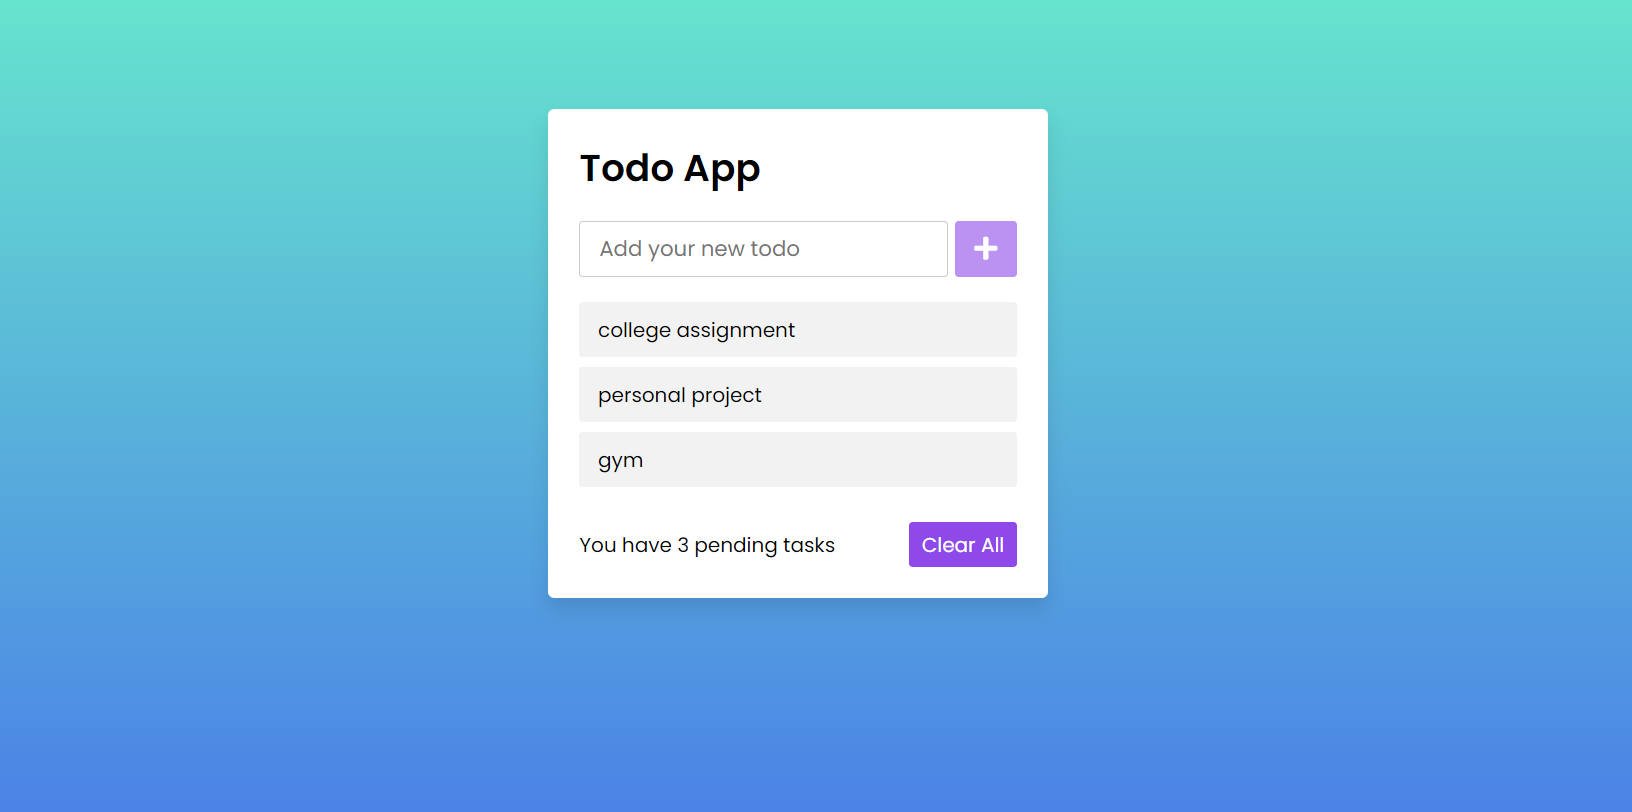 Todo App
Add your new todo
college assignment
personal project
gym
You have 3 pending tasks
Clear All